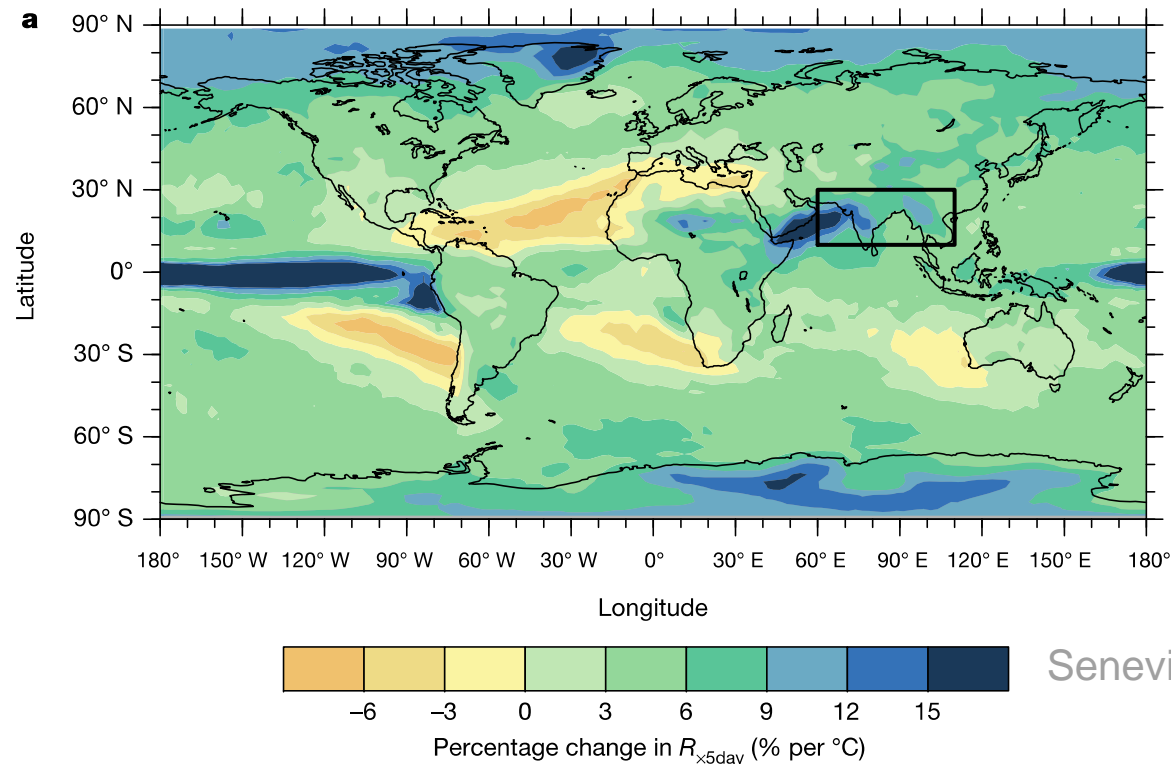 a
90° N
60° N
30° N
0°
30° S
60° S
90° S
Latitude
180° 150° W 120° W 90° W 60° W 30° W 0° 30° E 60° E 90° E 120° E 150° E 180°
Longitude
Senevi
–6 –3 0 3 6 9 12 15
Percentage change in R×5day (% per °C)